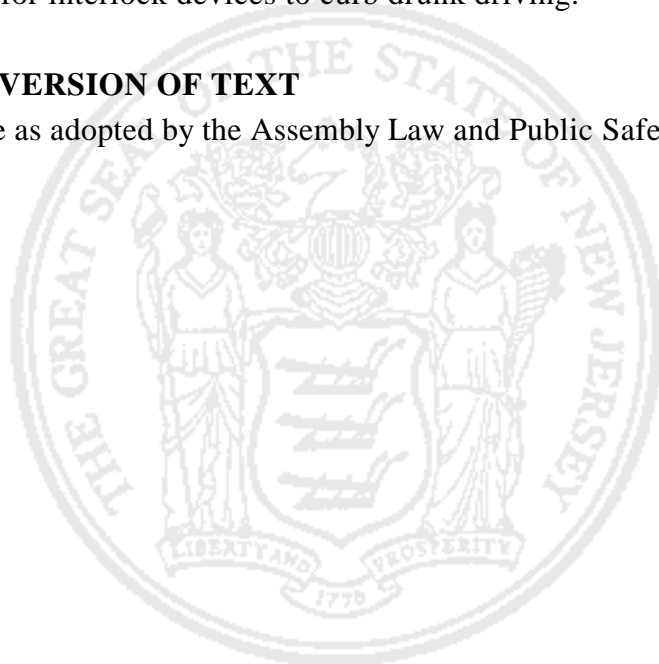 for interlock devices to curb drunk driving.
VERSION OF TEXT
as adopted by the Assembly Law and Public
THE GREAT SEAL OF THE STATE OF NEW JERSEY
LIBERTY AND PROSPERITY
1776